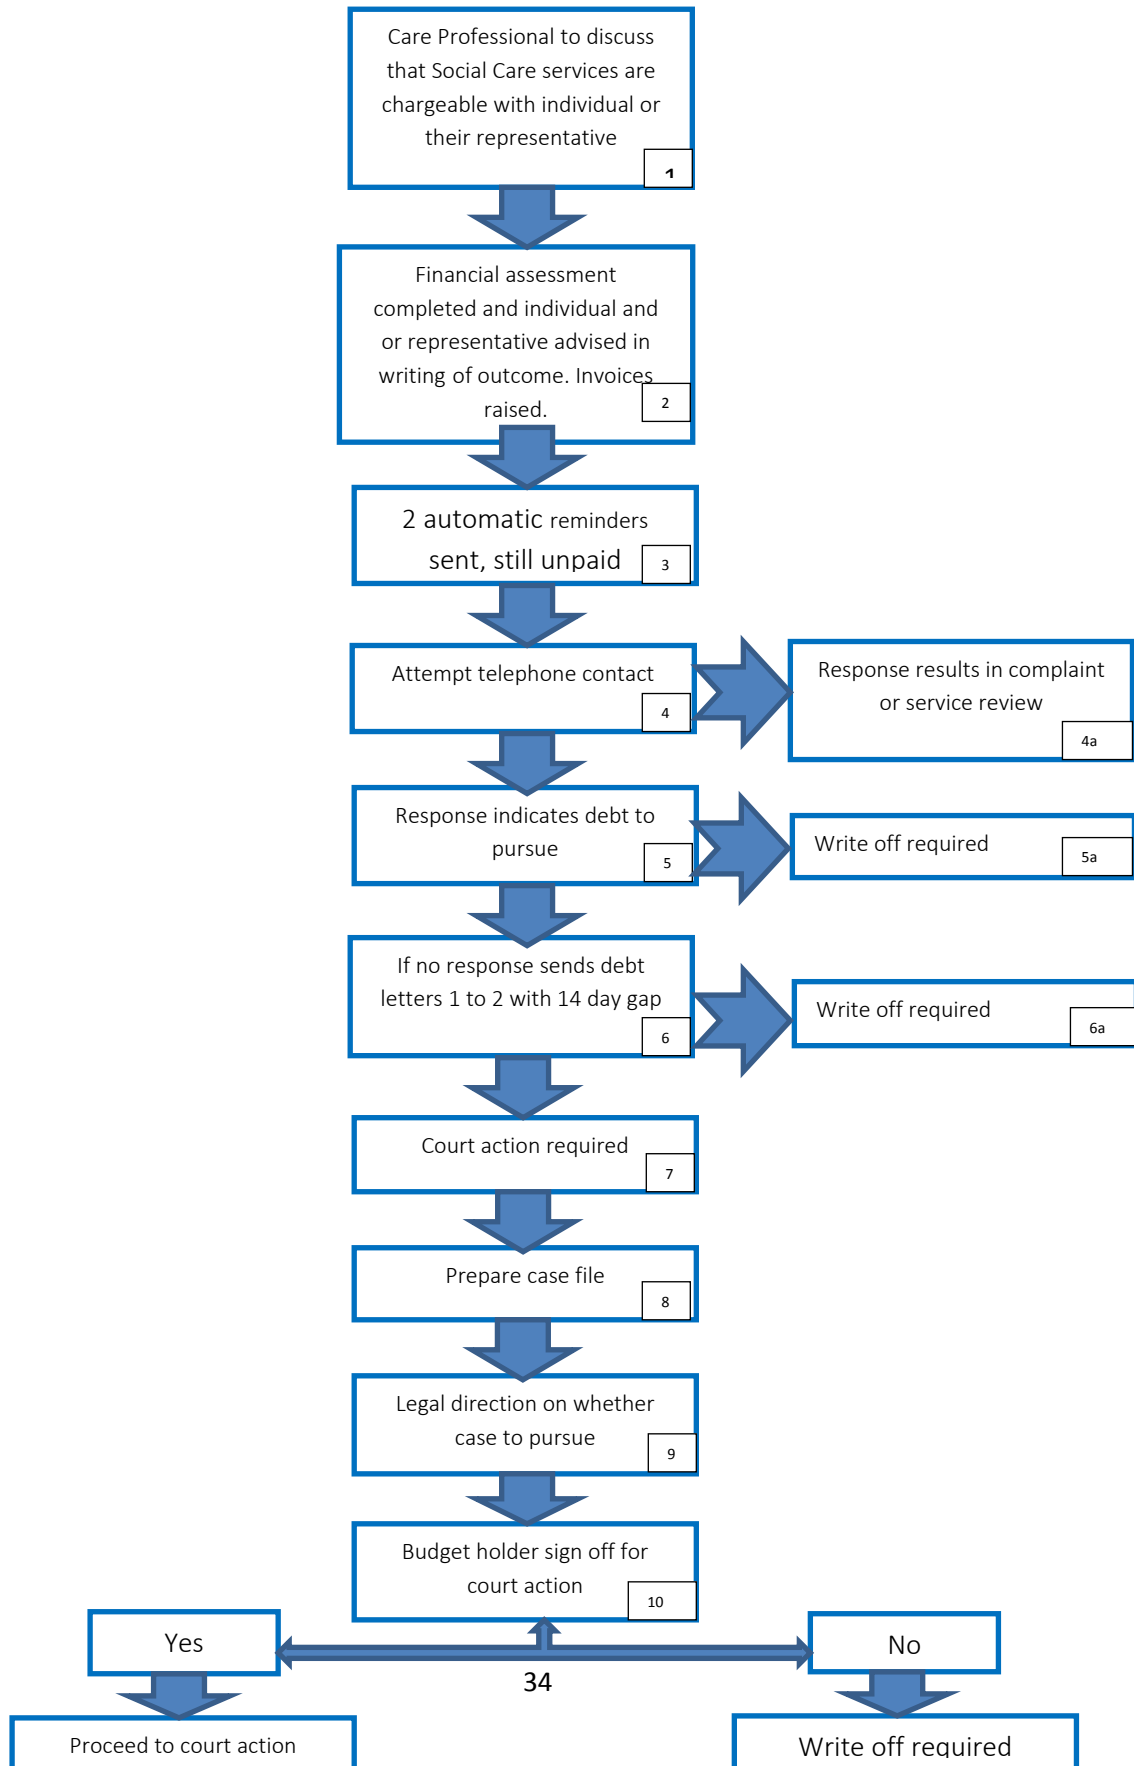 Care Professional to discuss
that Social Care services are
chargeable with individual or
their representative
1
Financial assessment
completed and individual and
or representative advised in
writing of outcome. Invoices
raised.
2
2 automatic reminders
sent, still unpaid
3
Attempt telephone contact
4
Response results in complaint
or service review
4a
Response indicates debt to
pursue
5
Write off required
5a
If no response sends debt
letters 1 to 2 with 14 day gap
6
Write off required
6a
Court action required
7
Prepare case file
8
Legal direction on whether
case to pursue
9
Budget holder sign off for
court action
10
Yes
No
34
Proceed to court action
Write off required